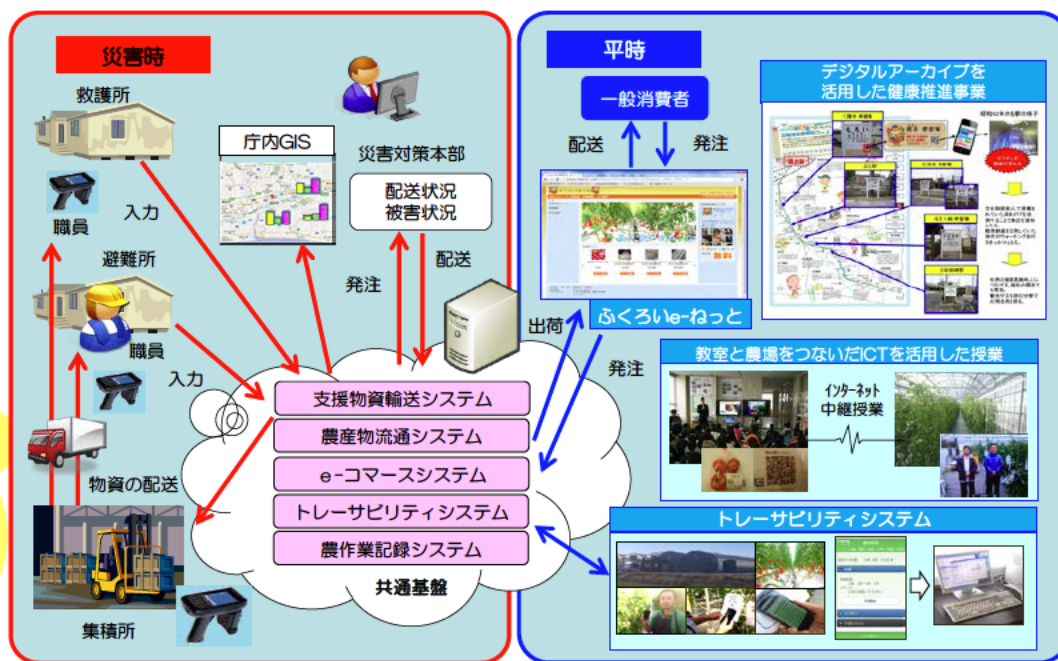 災害時
救護所
職員
入力
避難所
職員
入力
物資の配送
集積所
庁内GIS
災害対策本部
配送状況
被害状況
発注
配送
支援物資輸送システム
農産物流通システム
e-コマースシステム
トレーサビリティシステム
農作業記録システム
共通基盤
平時
一般消費者
配送
発注
ふくろいe-ねっと
出荷
発注
デジタルアーカイブを
活用した健康推進事業
教室と農場をつないだICTを活用した授業
インターネット
中継授業
トレーサビリティシステム